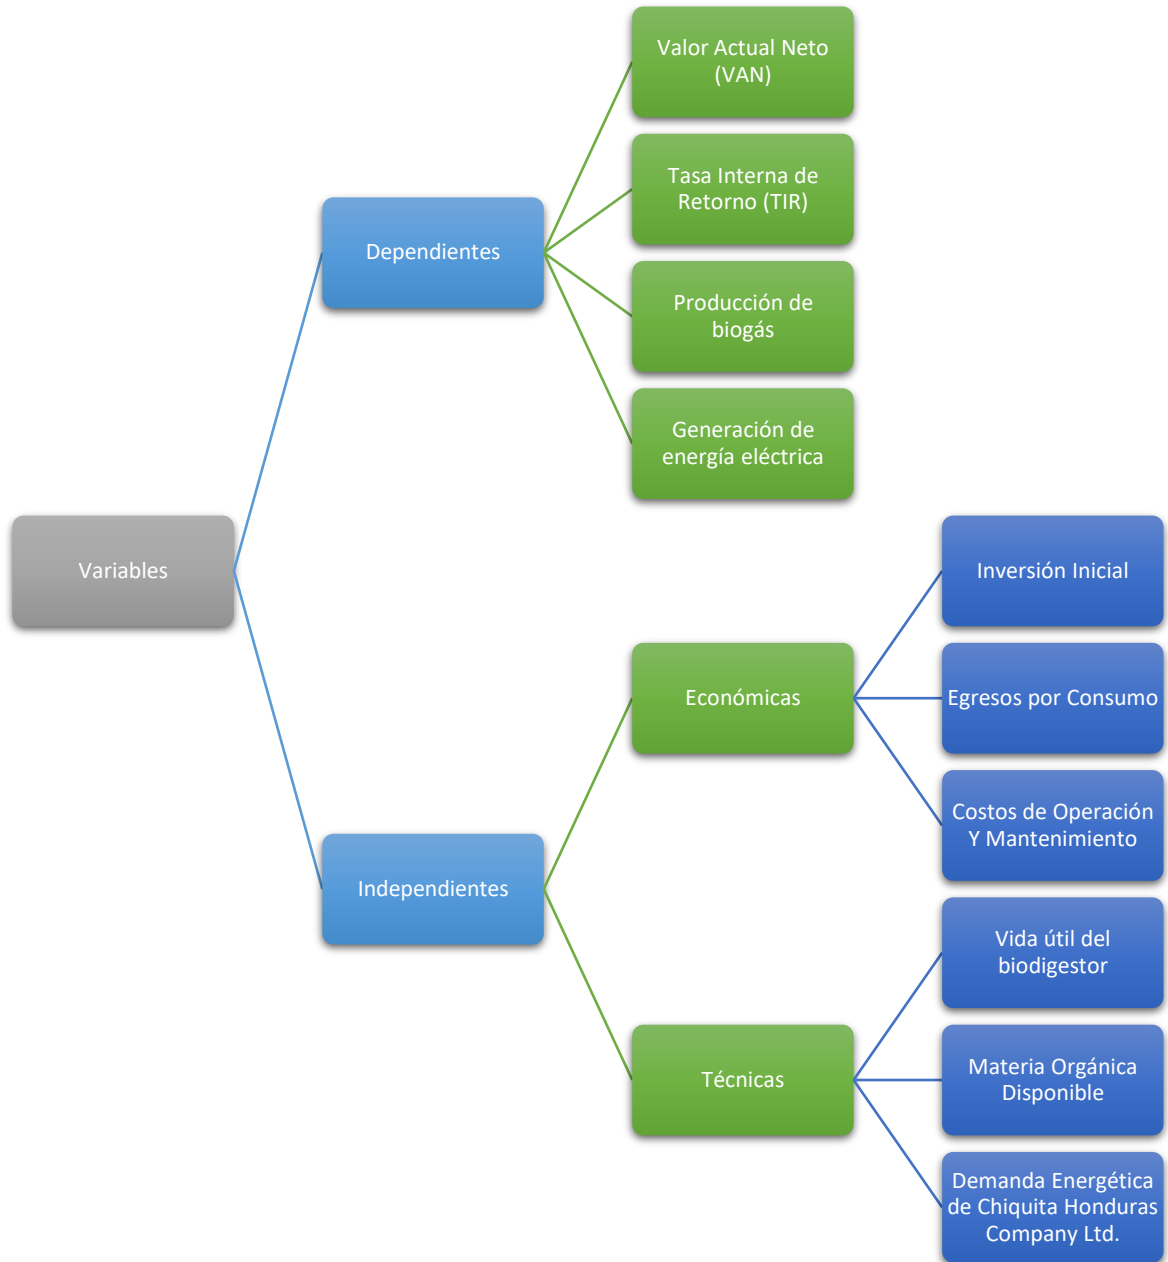 Variables
Dependientes
Valor Actual Neto
(VAN)
Tasa Interna de
Retorno (TIR)
Producción de
biogás
Generación de
energía eléctrica
Independientes
Económicas
Inversión Inicial
Egresos por Consumo
Costos de Operación
Y Mantenimiento
Técnicas
Vida útil del
biodigestor
Materia Orgánica
Disponible
Demanda Energética
de Chiquita Honduras
Company Ltd.